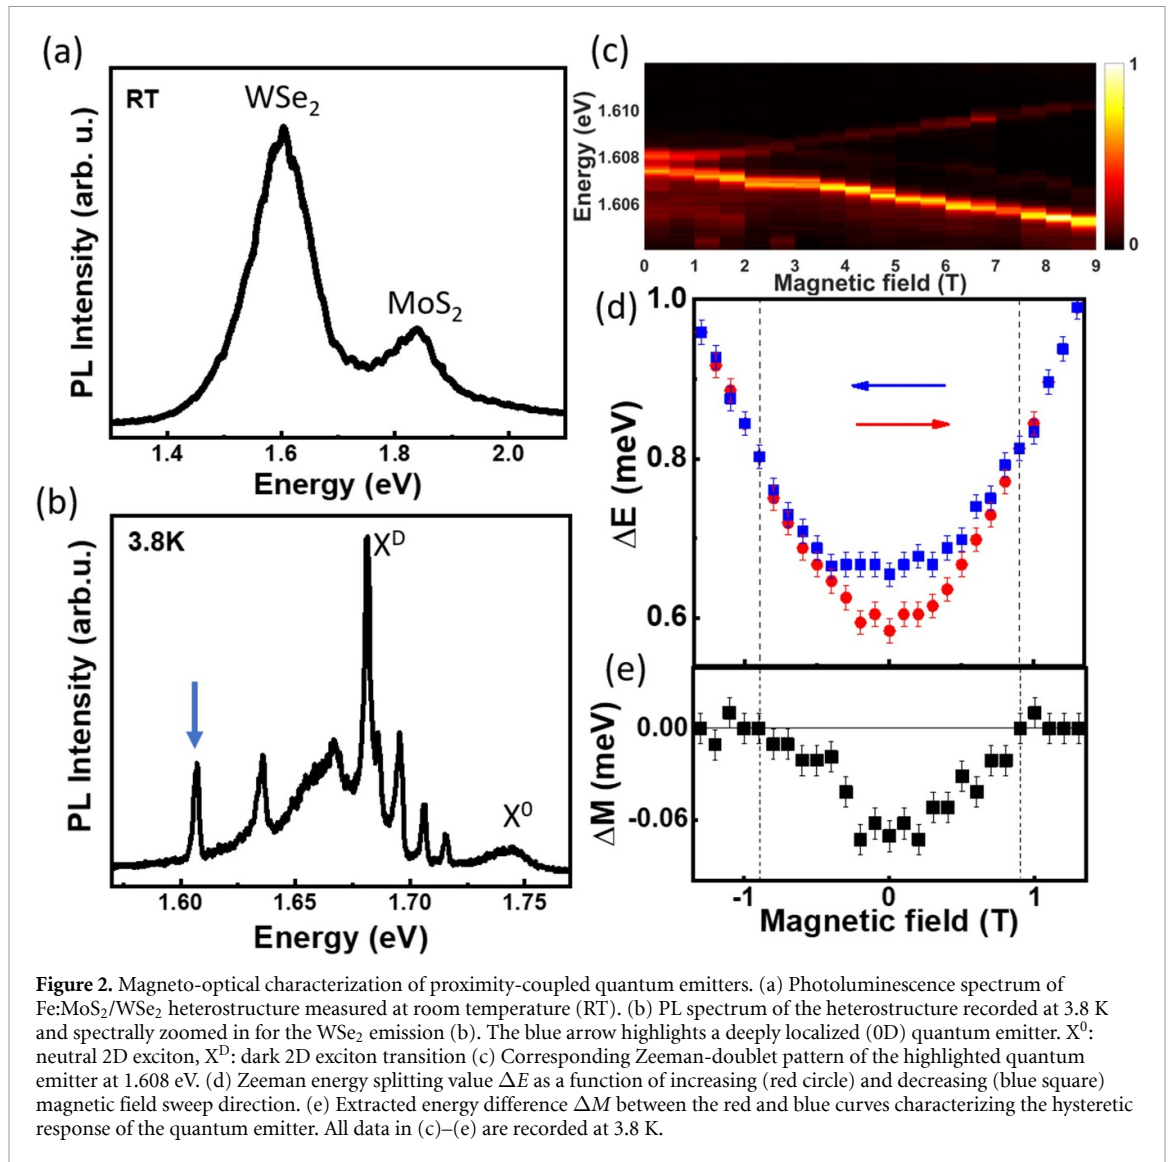 (a)
RT
WSe2
MoS2
PL Intensity (arb. u.)
1.4 1.6 1.8 2.0
Energy (eV)
(b)
3.8K
X^D
X^0
PL Intensity (arb.u.)
1.60 1.65 1.70 1.75
Energy (eV)
(c)
Energy (eV)
1.610
1.608
1.606
0 1 2 3 4 5 6 7 8 9
Magnetic field (T)
1
0
(d)
ΔE (meV)
1.0
0.8
0.6
(e)
ΔM (meV)
0.00
-0.06
-1 0 1
Magnetic field (T)
Figure 2. Magneto-optical characterization of proximity-coupled quantum emitters. (a) Photoluminescence spectrum of
Fe:MoS2/WSe2 heterostructure measured at room temperature (RT). (b) PL spectrum of the heterostructure recorded at 3.8 K
and spectrally zoomed in for the WSe2 emission (b). The blue arrow highlights a deeply localized (0D) quantum emitter. X^0:
neutral 2D exciton, X^D: dark 2D exciton transition (c) Corresponding Zeeman-doublet pattern of the highlighted quantum
emitter at 1.608 eV. (d) Zeeman energy splitting value ΔE as a function of increasing (red circle) and decreasing (blue square)
magnetic field sweep direction. (e) Extracted energy difference ΔM between the red and blue curves characterizing the hysteretic
response of the quantum emitter. All data in (c)–(e) are recorded at 3.8 K.